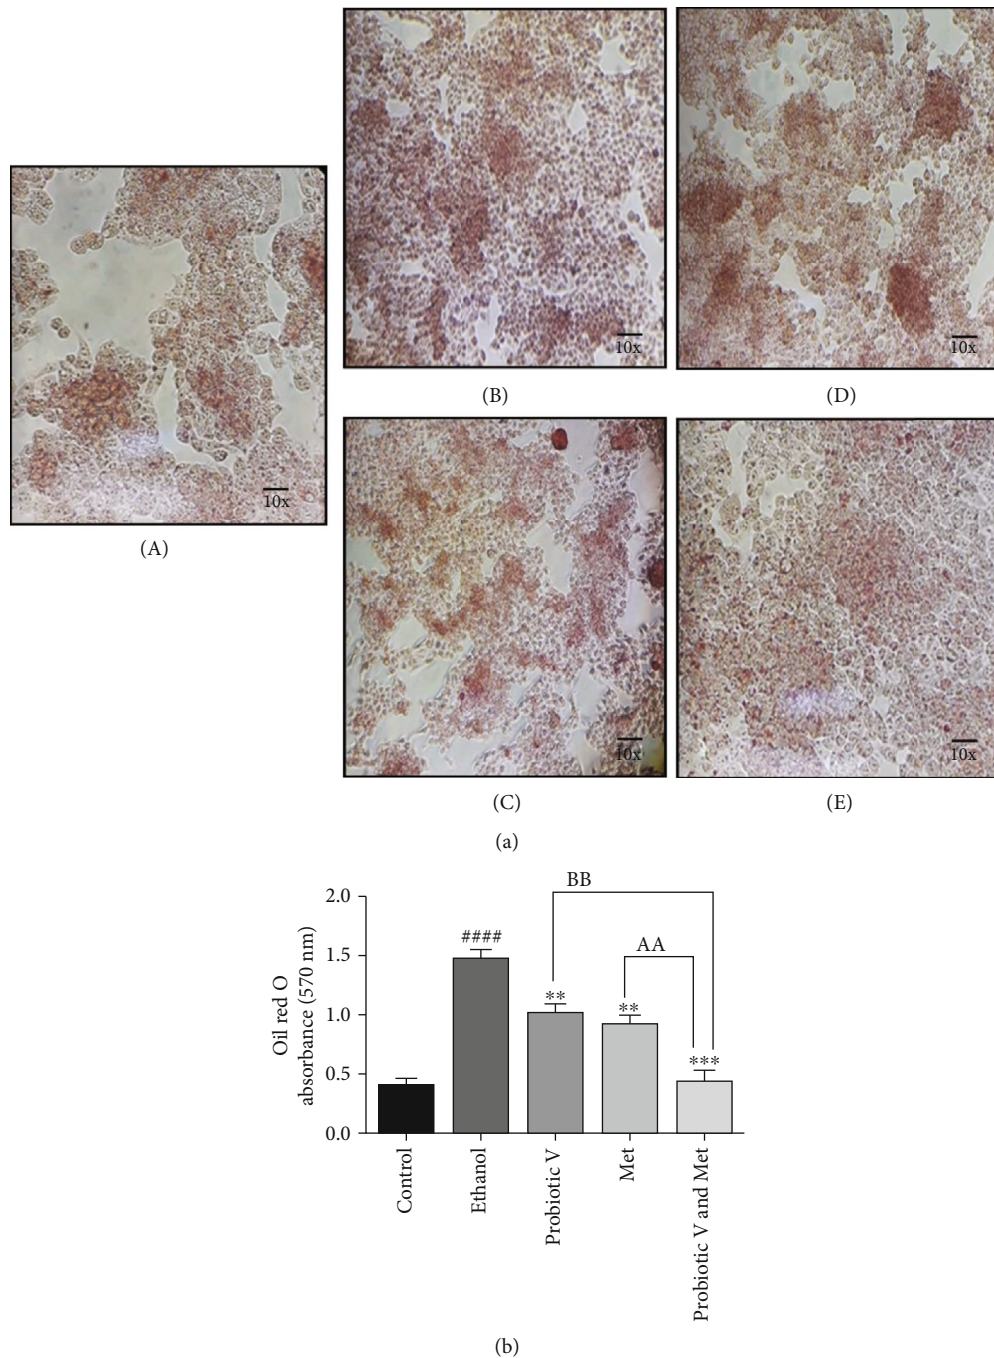 10x
(A)
10x
(B)
10x
(D)
10x
(C)
10x
(E)
(a)
Oil red O
absorbance (570 nm)
2.0
1.5
1.0
0.5
0.0
####
**
**
***
BB
AA
Control
Ethanol
Probiotic V
Met
Probiotic V and Met
(b)